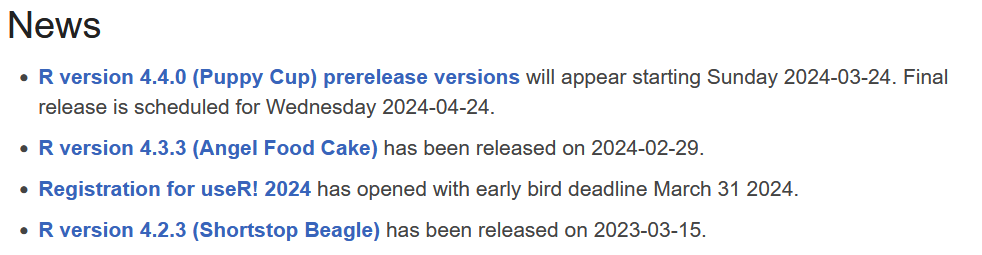 News
• R version 4.4.0 (Puppy Cup) prerelease versions will appear starting Sunday 2024-03-24. Final
release is scheduled for Wednesday 2024-04-24.
• R version 4.3.3 (Angel Food Cake) has been released on 2024-02-29.
• Registration for useR! 2024 has opened with early bird deadline March 31 2024.
• R version 4.2.3 (Shortstop Beagle) has been released on 2023-03-15.